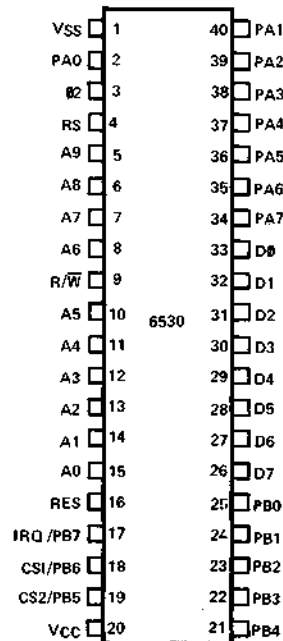 VSS 1 40 PA1
PA0 2 39 PA2
Ø2 3 38 PA3
RS 4 37 PA4
A9 5 36 PA5
A8 6 35 PA6
A7 7 34 PA7
A6 8 33 D0
R/W̅ 9 32 D1
A5 10 31 D2
6530
A4 11 30 D3
A3 12 29 D4
A2 13 28 D5
A1 14 27 D6
A0 15 26 D7
RES 16 25 PB0
IRQ/PB7 17 24 PB1
CS1/PB6 18 23 PB2
CS2/PB5 19 22 PB3
VCC 20 21 PB4